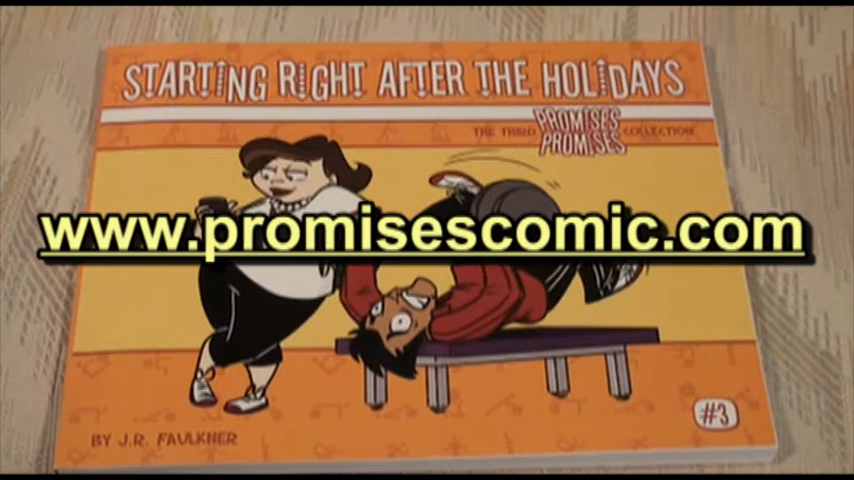 STARTING RIGHT AFTER THE HOLIDAYS
THE THIRD PROMISES PROMISES COLLECTION
www.promisescomic.com
#3
BY J.R. FAULKNER